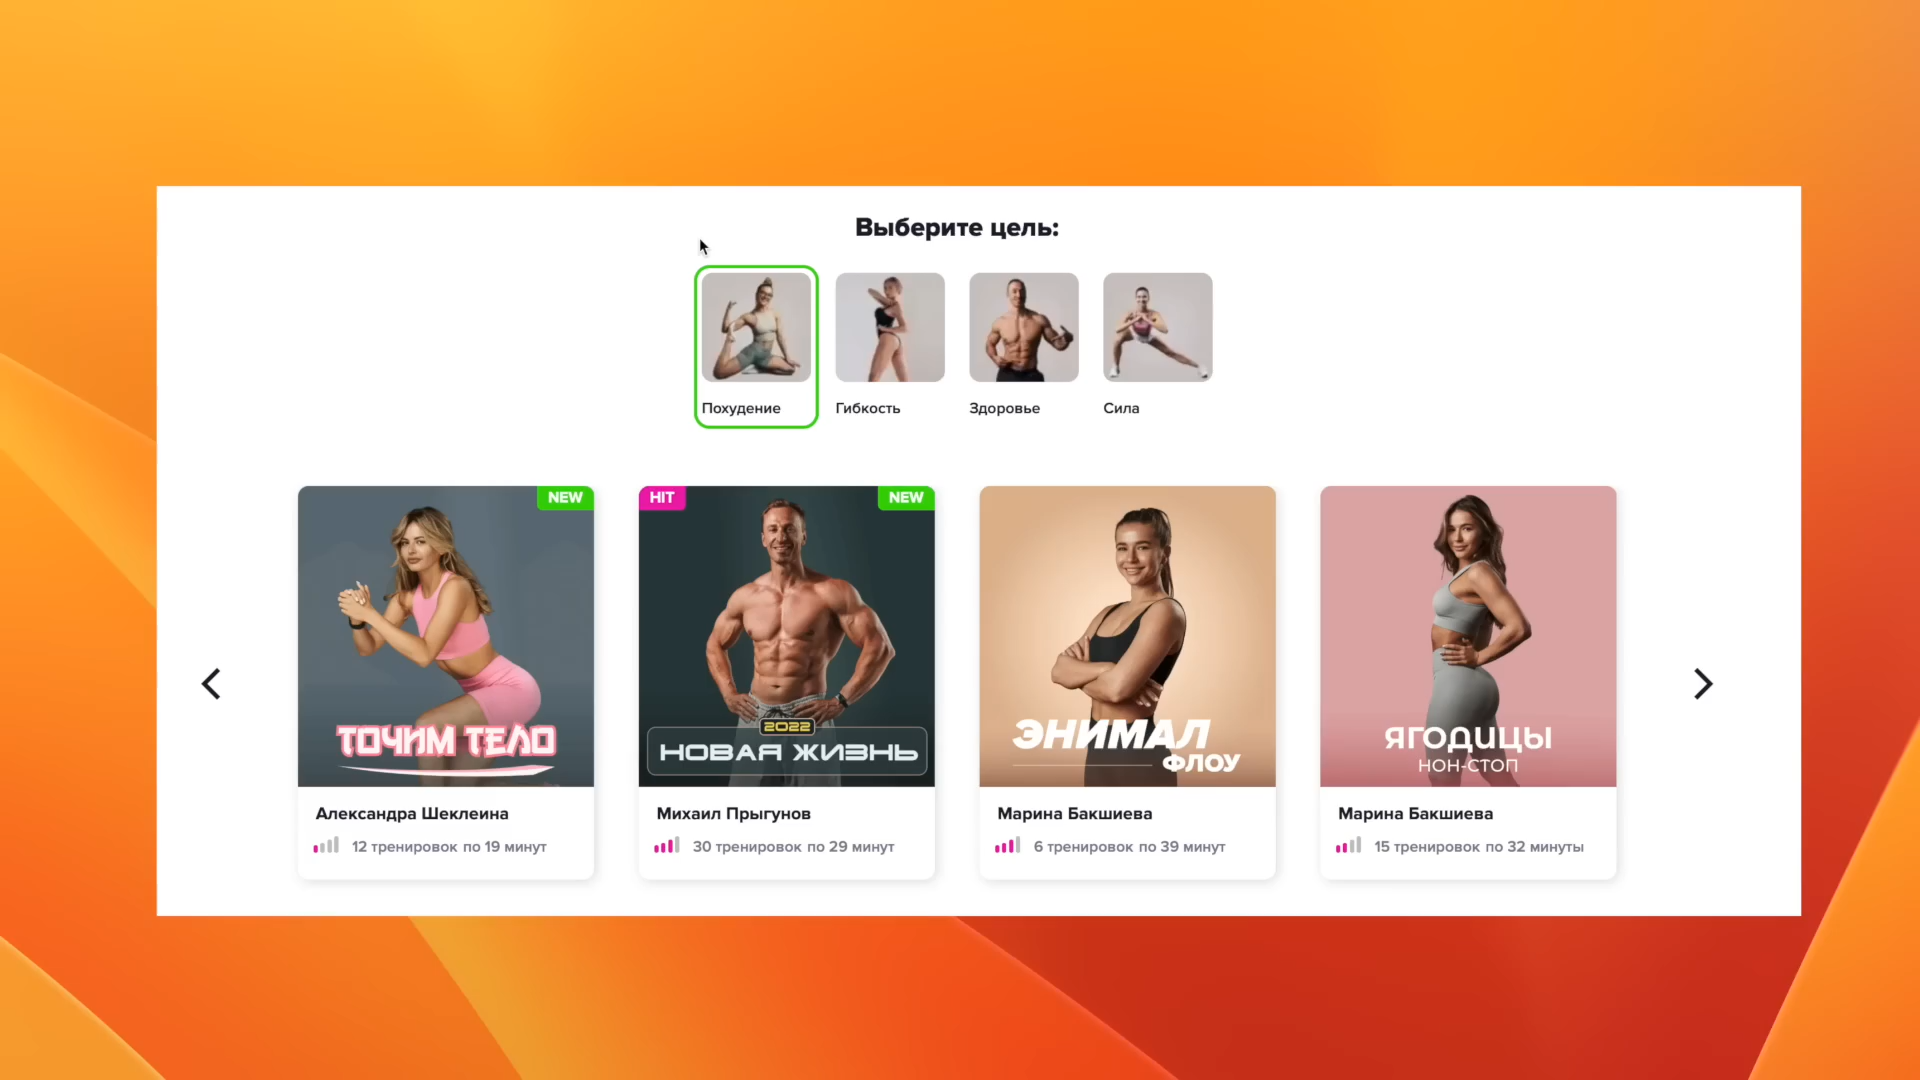 Выберите цель:
Похудение
Гибкость
Здоровье
Сила
NEW
ТОЧИМ ТЕЛО
Александра Шеклеина
12 тренировок по 19 минут
HIT
NEW
2022
НОВАЯ ЖИЗНЬ
Михаил Прыгунов
30 тренировок по 29 минут
ЭНИМАЛ
ФЛОУ
Марина Бакшиева
6 тренировок по 39 минут
ЯГОДИЦЫ
НОН-СТОП
Марина Бакшиева
15 тренировок по 32 минуты